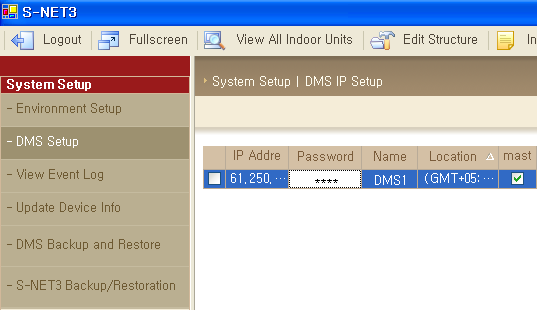 S-NET3
Logout Fullscreen View All Indoor Units Edit Structure In
System Setup
System Setup | DMS IP Setup
- Environment Setup
- DMS Setup
- View Event Log
- Update Device Info
- DMS Backup and Restore
- S-NET3 Backup/Restoration
IP Addre Password Name Location mast
61,250,... **** DMS1 (GMT+05:...